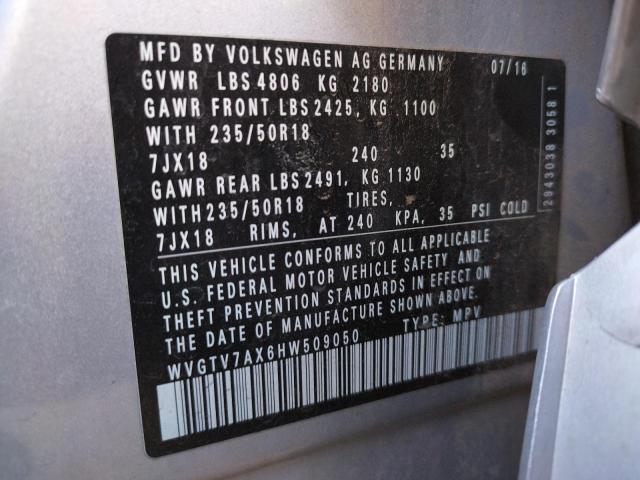 MFD BY VOLKSWAGEN AG GERMANY 07/16
GVWR LBS 4806 KG 2180
GAWR FRONT LBS 2425, KG 1100
WITH 235/50R18
7JX18 240 35
GAWR REAR LBS 2491, KG 1130
WITH 235/50R18 TIRES,
7JX18 RIMS, AT 240 KPA, 35 PSI COLD
THIS VEHICLE CONFORMS TO ALL APPLICABLE
U.S. FEDERAL MOTOR VEHICLE SAFETY AND
THEFT PREVENTION STANDARDS IN EFFECT ON
THE DATE OF MANUFACTURE SHOWN ABOVE.
WVGTV7AX6HW509050 TYPE: MPV
2943038 3058 1